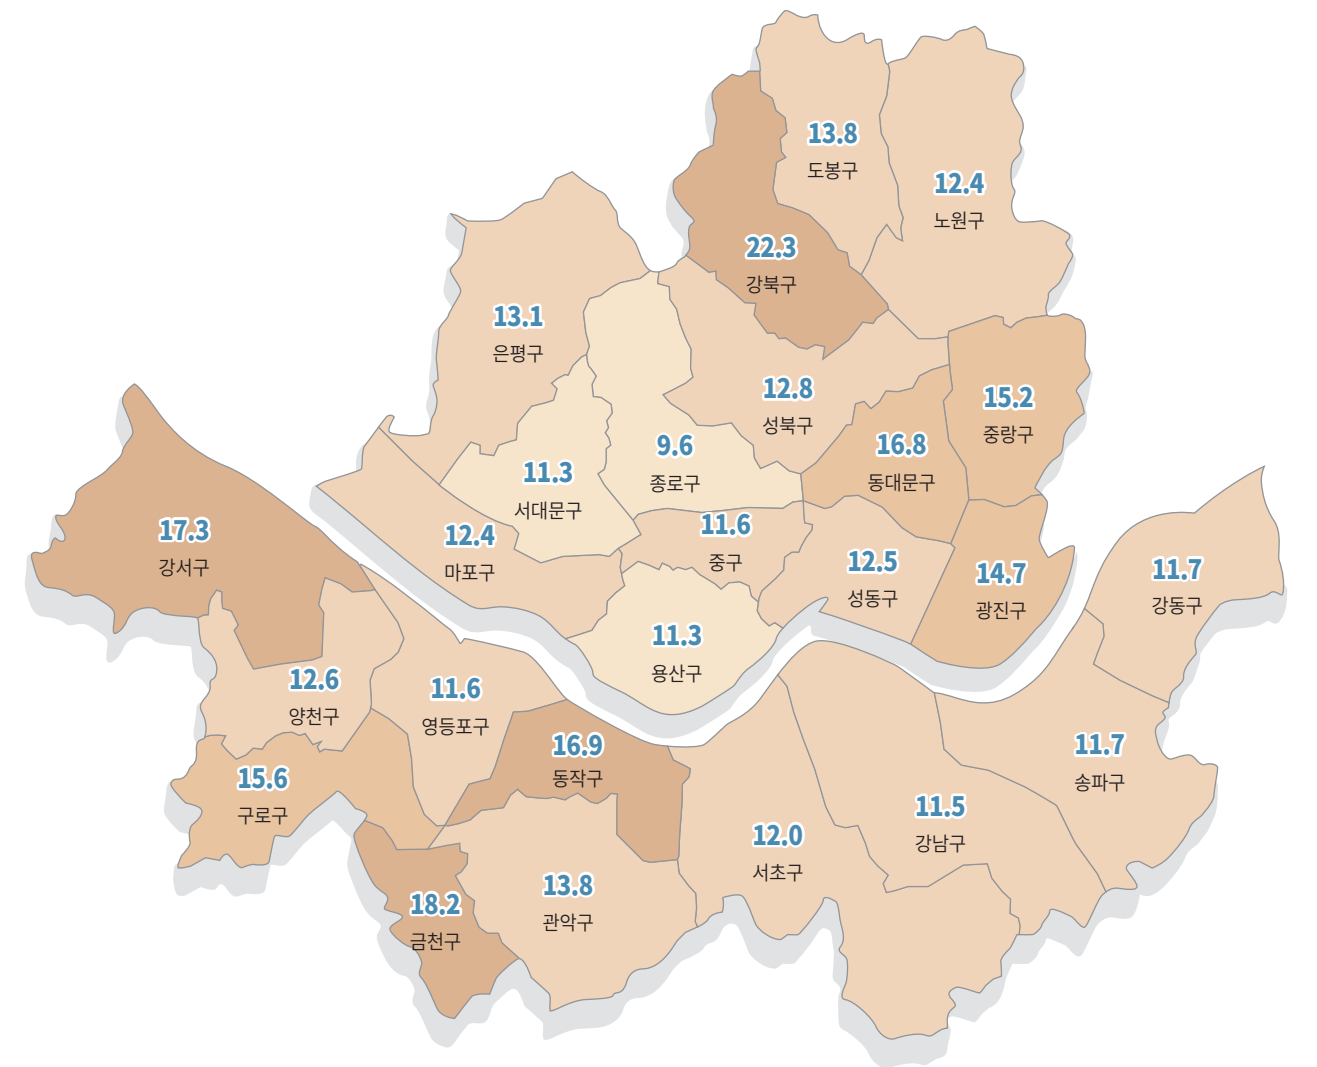 13.8
도봉구
12.4
노원구
22.3
강북구
13.1
은평구
12.8
성북구
15.2
중랑구
16.8
동대문구
9.6
종로구
11.3
서대문구
17.3
강서구
12.4
마포구
11.6
중구
12.5
성동구
14.7
광진구
11.7
강동구
11.3
용산구
12.6
양천구
11.6
영등포구
16.9
동작구
15.6
구로구
11.7
송파구
11.5
강남구
12.0
서초구
13.8
관악구
18.2
금천구